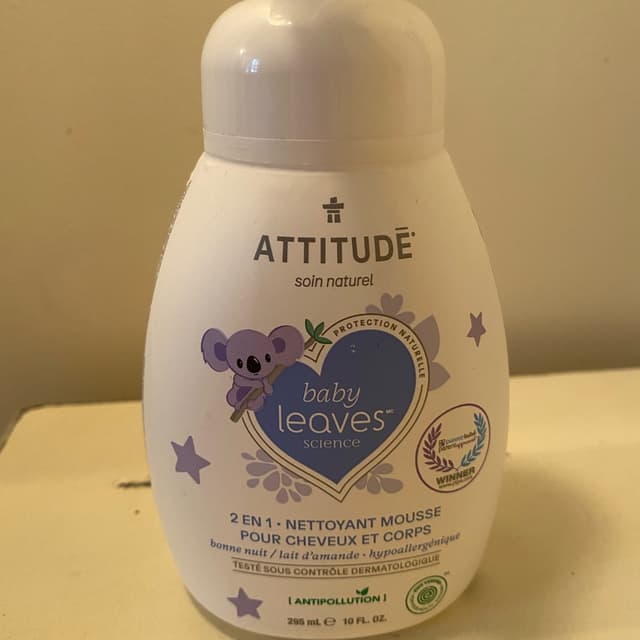 ATTITUDE
soin naturel
PROTECTION NATURELLE
baby
leaves MC
science
WINNER
2 EN 1 • NETTOYANT MOUSSE
POUR CHEVEUX ET CORPS
bonne nuit / lait d'amande • hypoallergénique
TESTÉ SOUS CONTRÔLE DERMATOLOGIQUE
[ ANTIPOLLUTION ]
295 mL ℮ 10 FL. OZ.